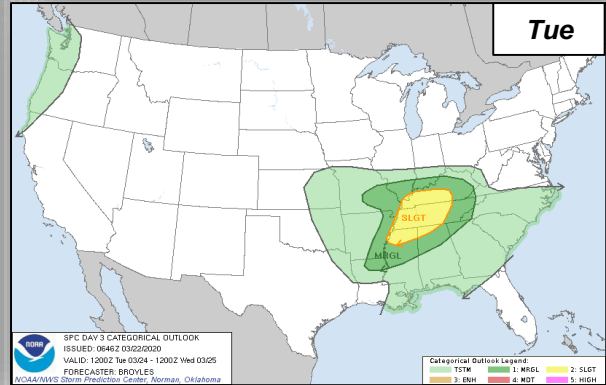 Tue
SLGT
MRGL
NOAA
SPC DAY 3 CATEGORICAL OUTLOOK
ISSUED: 0646Z 03/22/2020
VALID: 1200Z Tue 03/24 - 1200Z Wed 03/25
FORECASTER: BROYLES
NOAA/NWS Storm Prediction Center, Norman, Oklahoma
Categorical Outlook Legend:
TSTM 1: MRGL 2: SLGT
3: ENH 4: MDT 5: HIGH